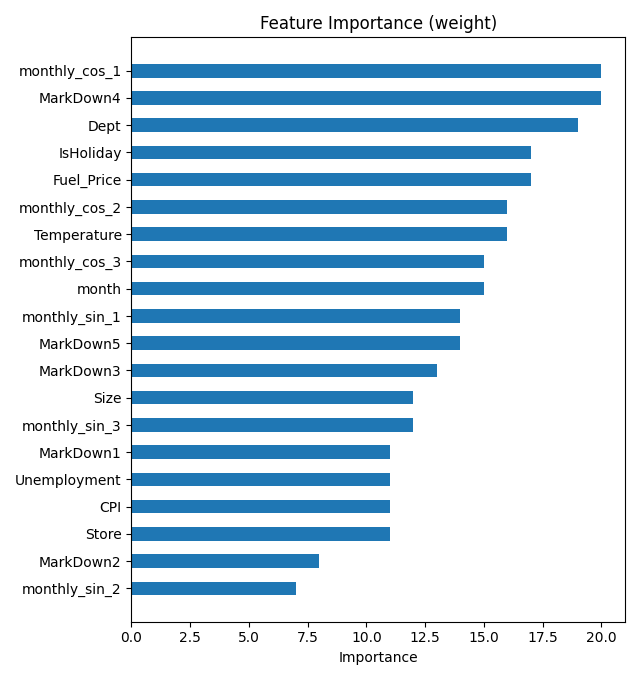 Feature Importance (weight)
monthly_cos_1
MarkDown4
Dept
IsHoliday
Fuel_Price
monthly_cos_2
Temperature
monthly_cos_3
month
monthly_sin_1
MarkDown5
MarkDown3
Size
monthly_sin_3
MarkDown1
Unemployment
CPI
Store
MarkDown2
monthly_sin_2
0.0 2.5 5.0 7.5 10.0 12.5 15.0 17.5 20.0
Importance